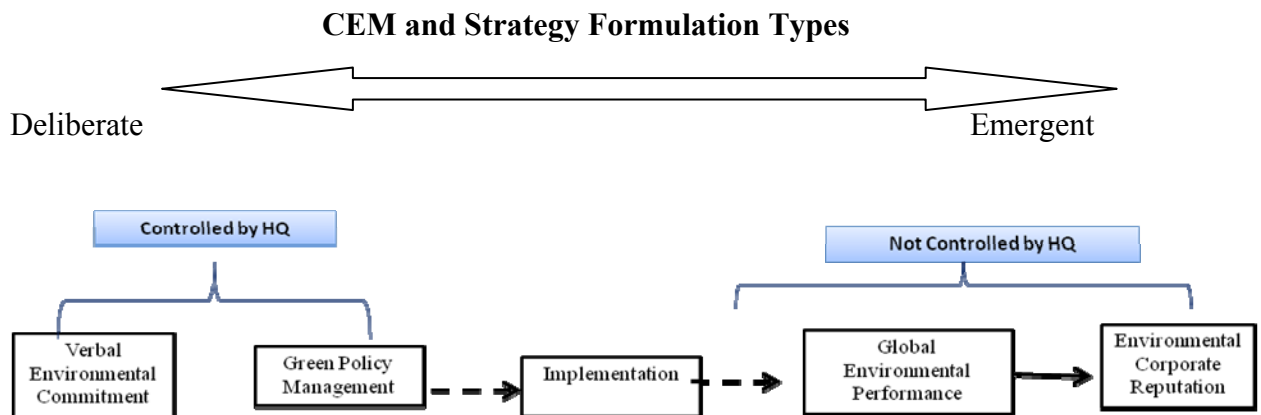 CEM and Strategy Formulation Types
Deliberate
Emergent
Controlled by HQ
Not Controlled by HQ
Verbal
Environmental
Commitment
Green Policy
Management
Implementation
Global
Environmental
Performance
Environmental
Corporate
Reputation